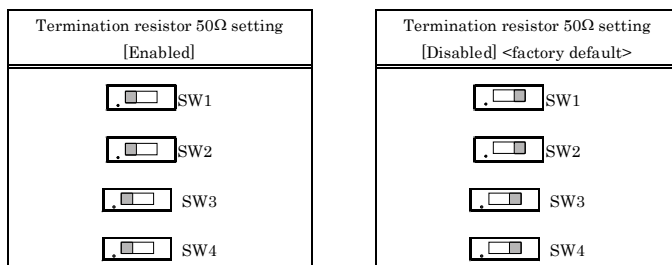 Termination resistor 50Ω setting
[Enabled]
SW1
SW2
SW3
SW4
Termination resistor 50Ω setting
[Disabled] <factory default>
SW1
SW2
SW3
SW4